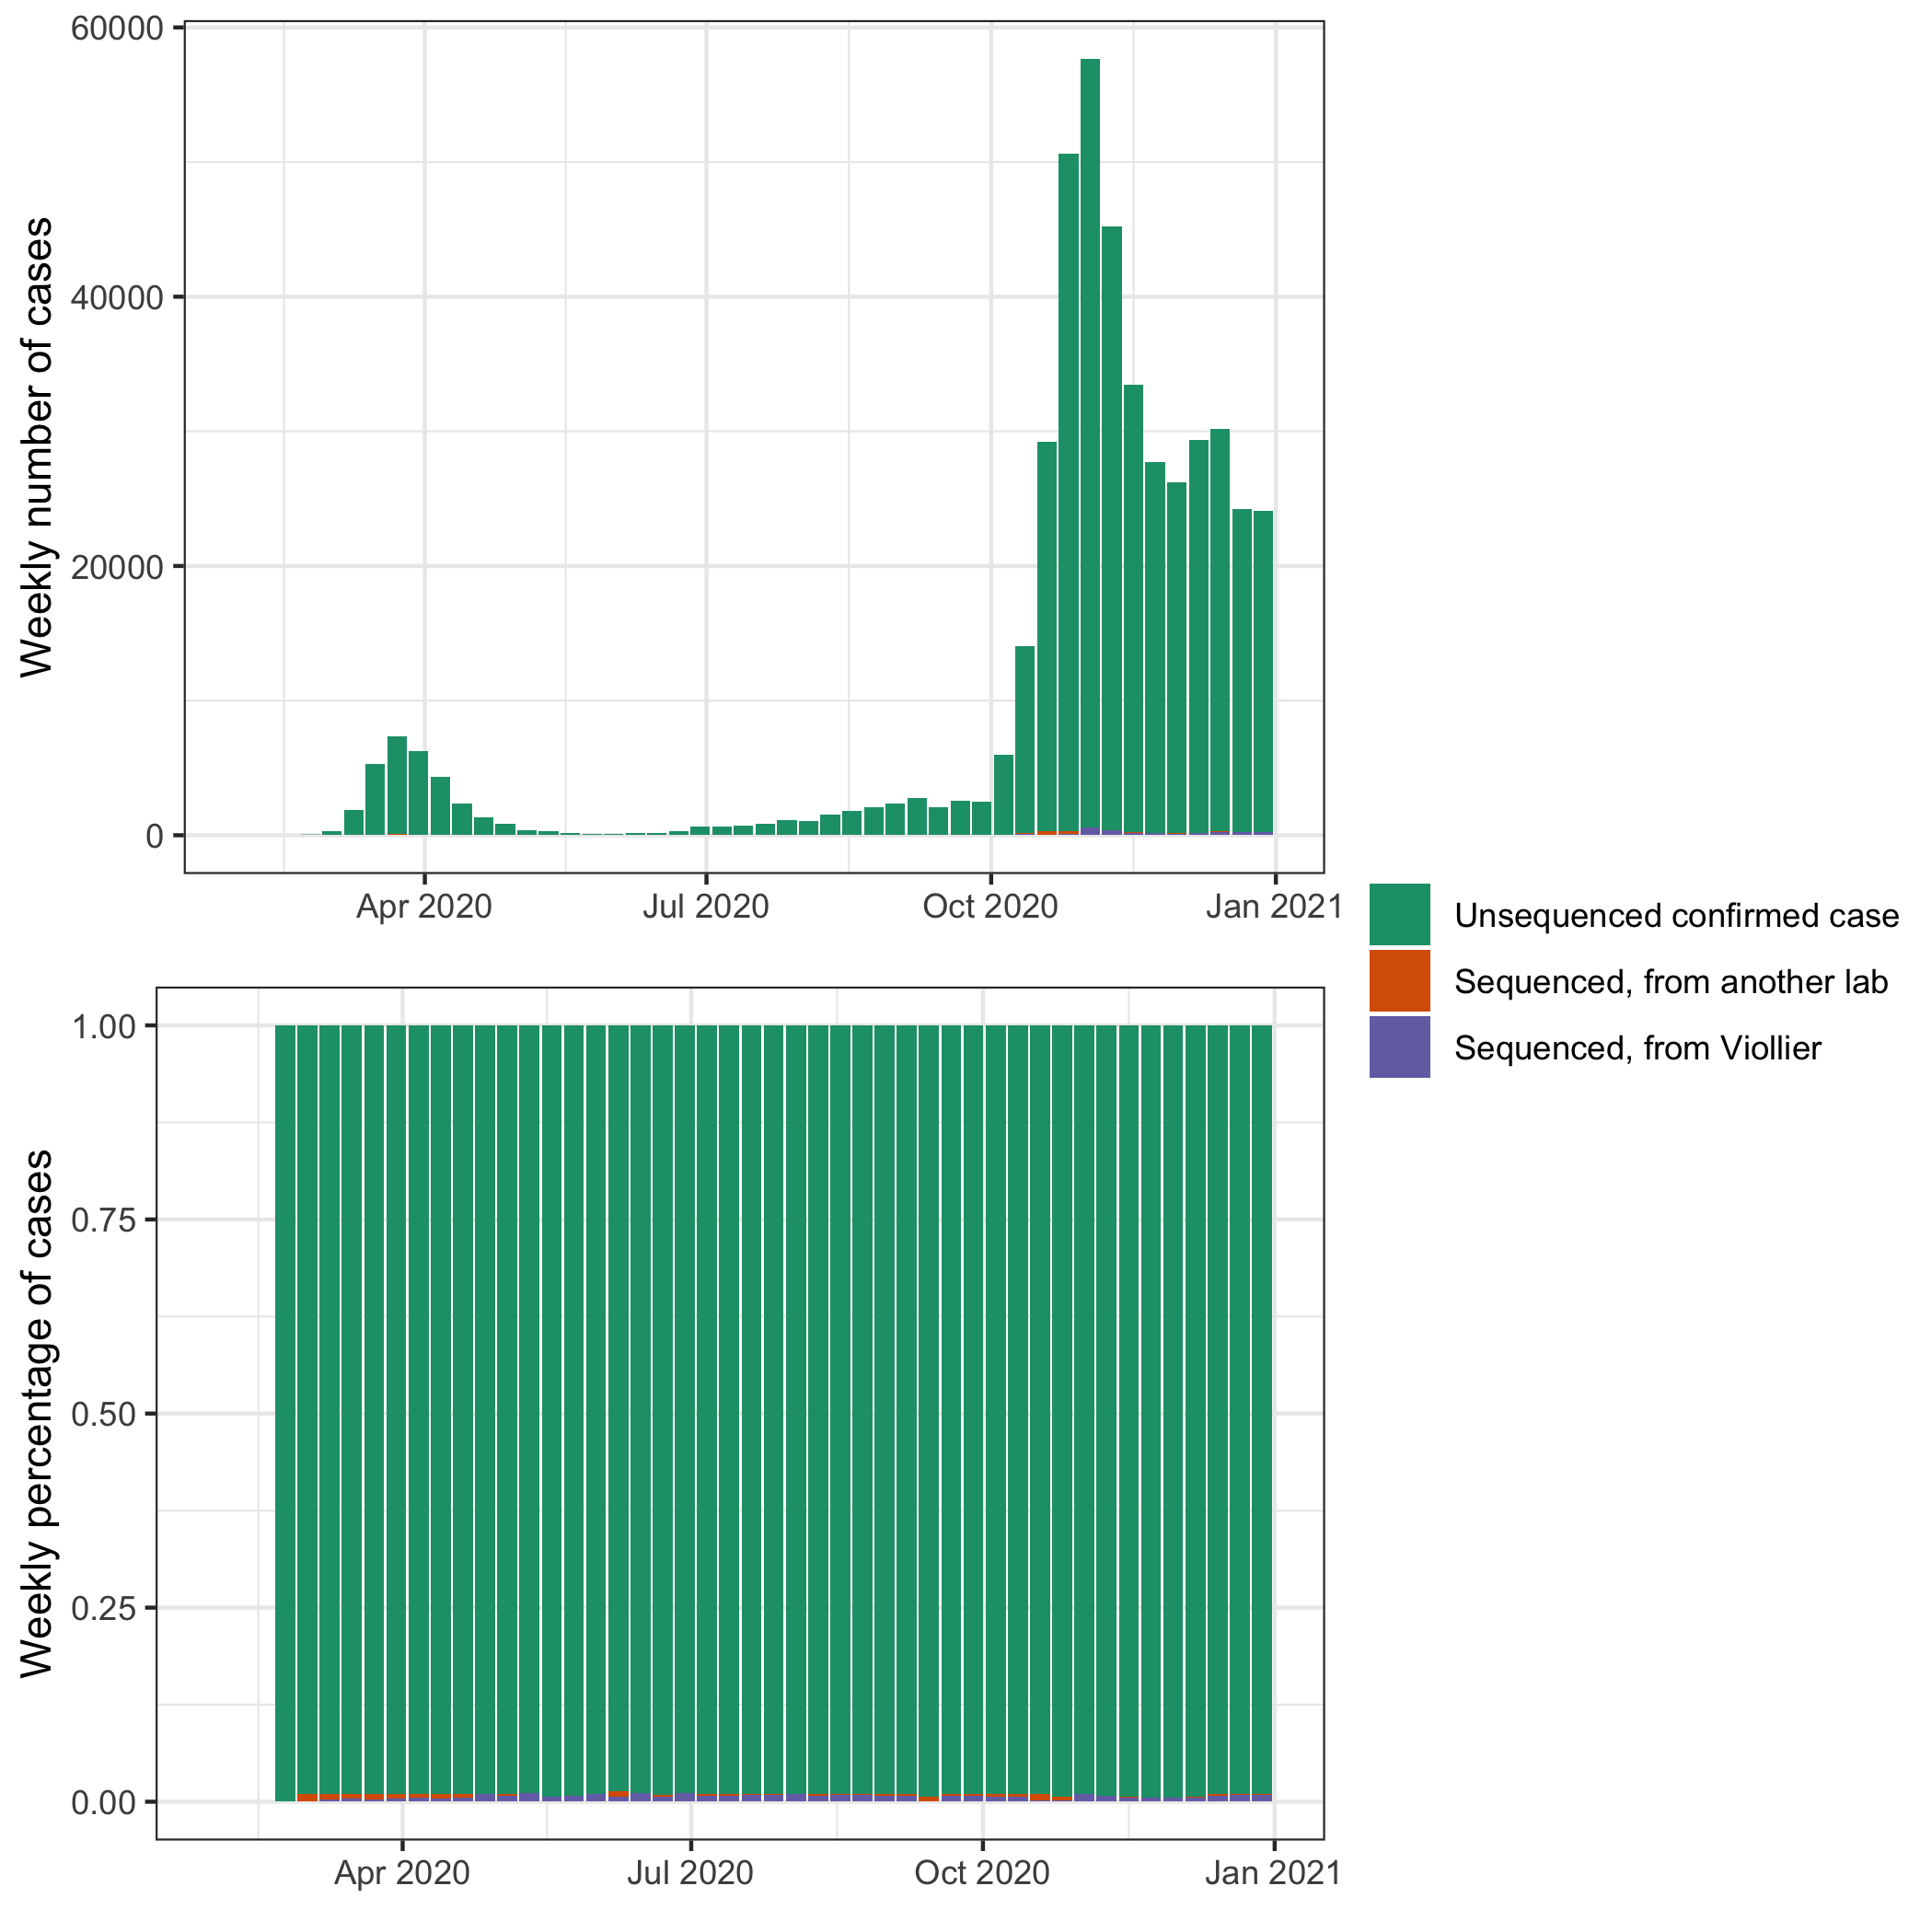 Weekly number of cases
60000
40000
20000
0
Apr 2020
Jul 2020
Oct 2020
Jan 2021
Unsequenced confirmed case
Sequenced, from another lab
Sequenced, from Viollier
Weekly percentage of cases
1.00
0.75
0.50
0.25
0.00
Apr 2020
Jul 2020
Oct 2020
Jan 2021